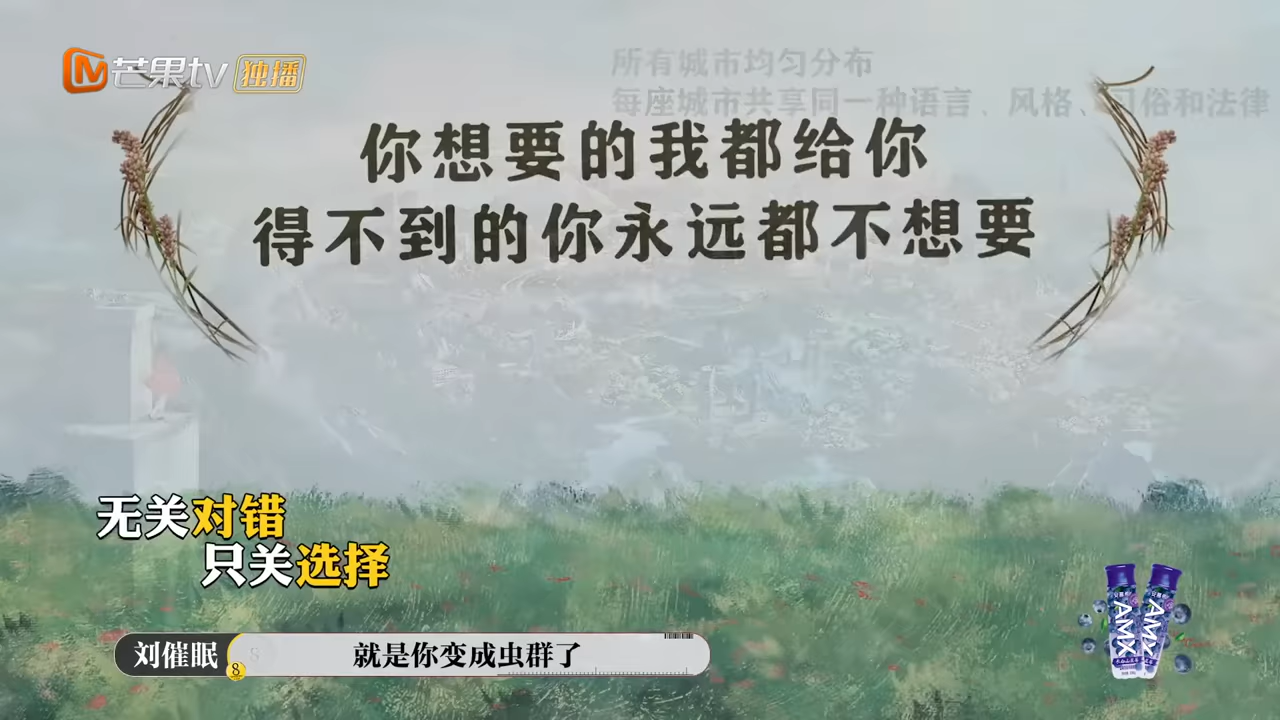 芒果tv 独播
所有城市均匀分布
每座城市共享同一种语言、风格、习俗和法律
你想要的我都给你
得不到的你永远都不想要
无关对错
只关选择
刘催眠 8 就是你变成虫群了
AMX AMX